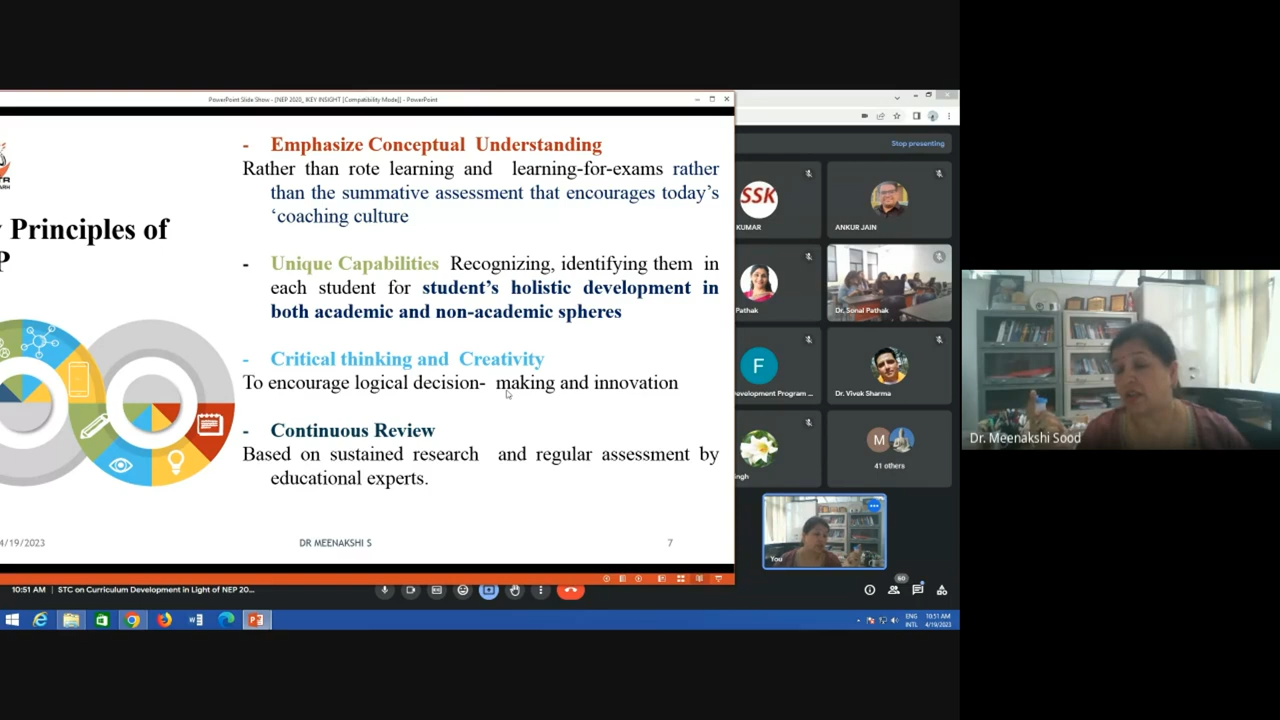 PowerPoint Slide Show - [NEP 2020_ IKEY INSIGHT [Compatibility Mode]] - PowerPoint
Principles of
P
- Emphasize Conceptual Understanding
Rather than rote learning and learning-for-exams rather
than the summative assessment that encourages today's
'coaching culture
- Unique Capabilities Recognizing, identifying them in
each student for student's holistic development in
both academic and non-academic spheres
- Critical thinking and Creativity
To encourage logical decision- making and innovation
- Continuous Review
Based on sustained research and regular assessment by
educational experts.
4/19/2023
DR MEENAKSHI S
7
Stop presenting
SSK
KUMAR
ANKUR JAIN
Pathak
Dr. Sonal Pathak
F
evelopment Program ...
Dr. Vivek Sharma
ingh
M
41 others
You
Dr. Meenakshi Sood
10:51 AM | STC on Curriculum Development in Light of NEP 20...
60
ENG
INTL
10:51 AM
4/19/2023